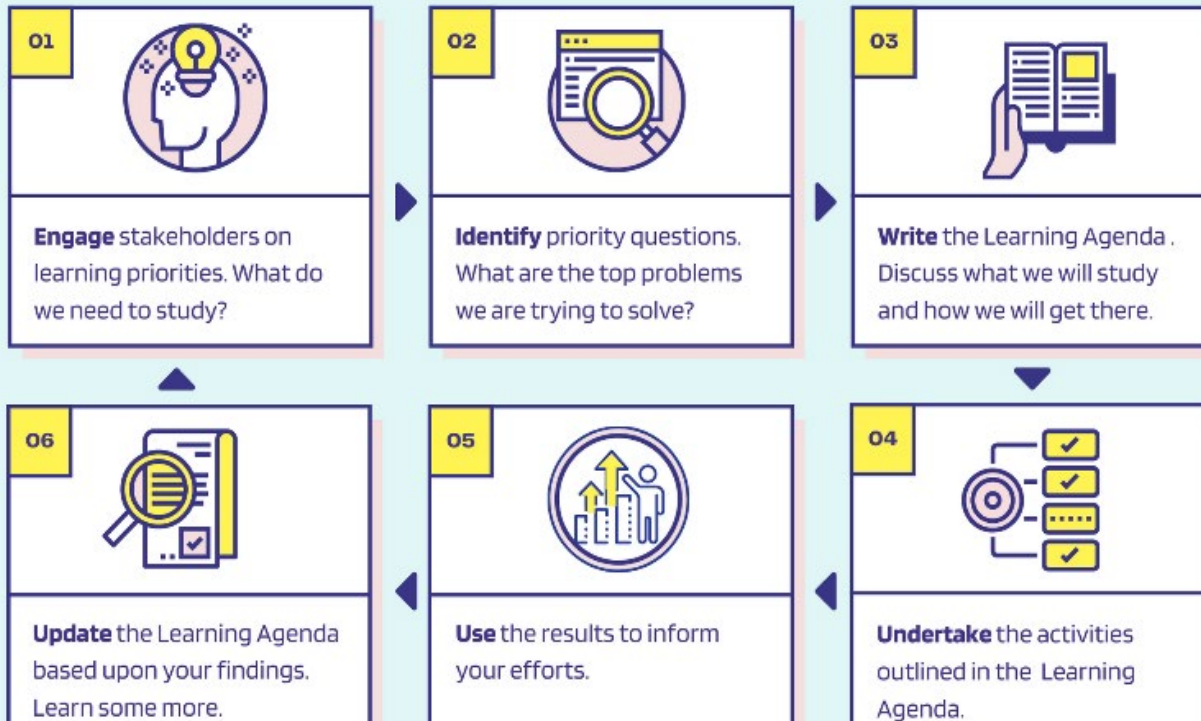 01
Engage stakeholders on
learning priorities. What do
we need to study?
02
Identify priority questions.
What are the top problems
we are trying to solve?
03
Write the Learning Agenda .
Discuss what we will study
and how we will get there.
04
Undertake the activities
outlined in the Learning
Agenda.
05
Use the results to inform
your efforts.
06
Update the Learning Agenda
based upon your findings.
Learn some more.